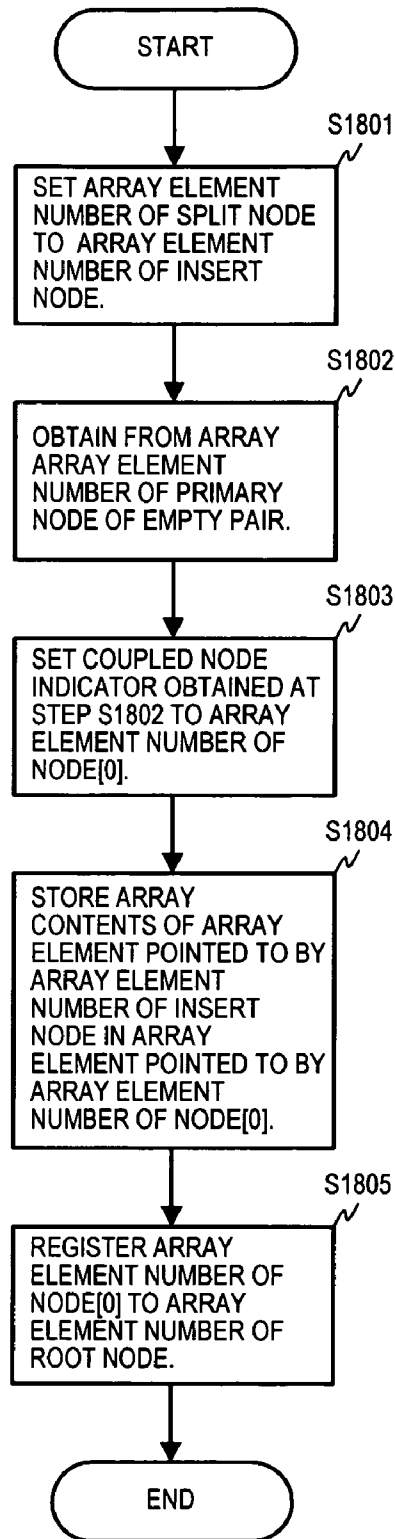 START
S1801
SET ARRAY ELEMENT
NUMBER OF SPLIT NODE
TO ARRAY ELEMENT
NUMBER OF INSERT
NODE.
S1802
OBTAIN FROM ARRAY
ARRAY ELEMENT
NUMBER OF PRIMARY
NODE OF EMPTY PAIR.
S1803
SET COUPLED NODE
INDICATOR OBTAINED AT
STEP S1802 TO ARRAY
ELEMENT NUMBER OF
NODE[0].
S1804
STORE ARRAY
CONTENTS OF ARRAY
ELEMENT POINTED TO BY
ARRAY ELEMENT
NUMBER OF INSERT
NODE IN ARRAY
ELEMENT POINTED TO BY
ARRAY ELEMENT
NUMBER OF NODE[0].
S1805
REGISTER ARRAY
ELEMENT NUMBER OF
NODE[0] TO ARRAY
ELEMENT NUMBER OF
ROOT NODE.
END